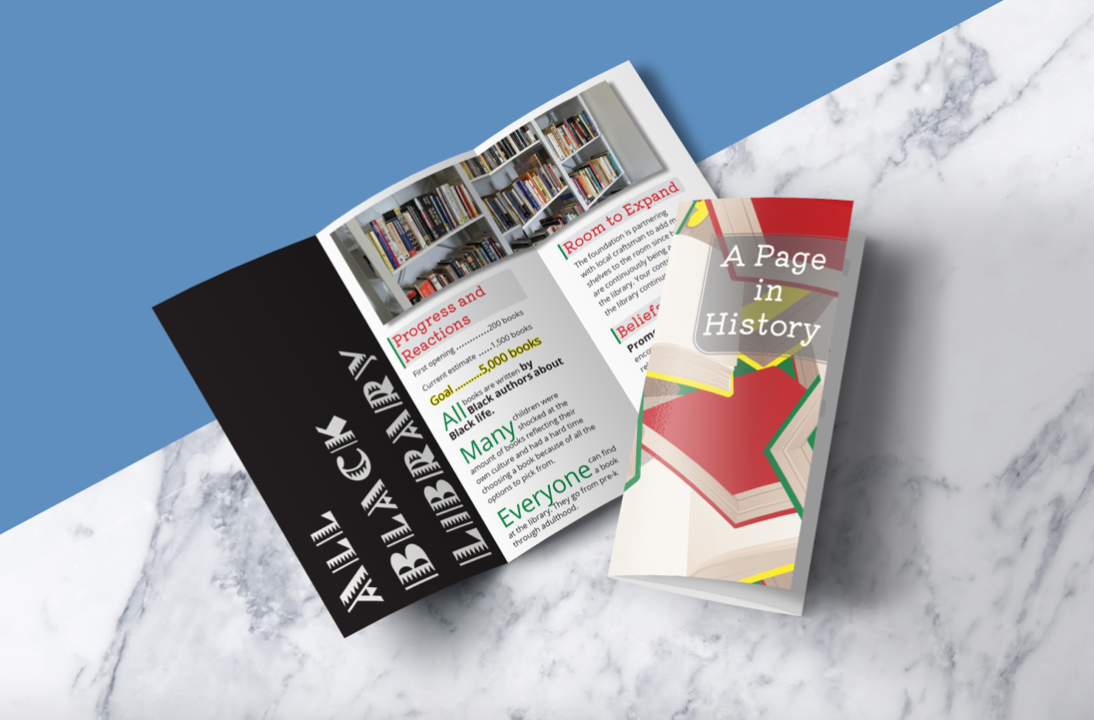 ALL
BLACK
LIBRARY
Progress and
Reactions
First opening ............200 books
Current estimate .....1,500 books
Goal ..........5,000 books
All books are written by
Black authors about
Black life.
Many children were
shocked at the
amount of books reflecting their
own culture and had a hard time
choosing a book because of all the
options to pick from.
Everyone can find
a book
at the library. They go from pre-k
through adulthood.
Room to Expand
The foundation is partnering
with local craftsman to add
shelves to the room since
are continuously being
the library. Your
the library
Beliefs
A Page
in
History